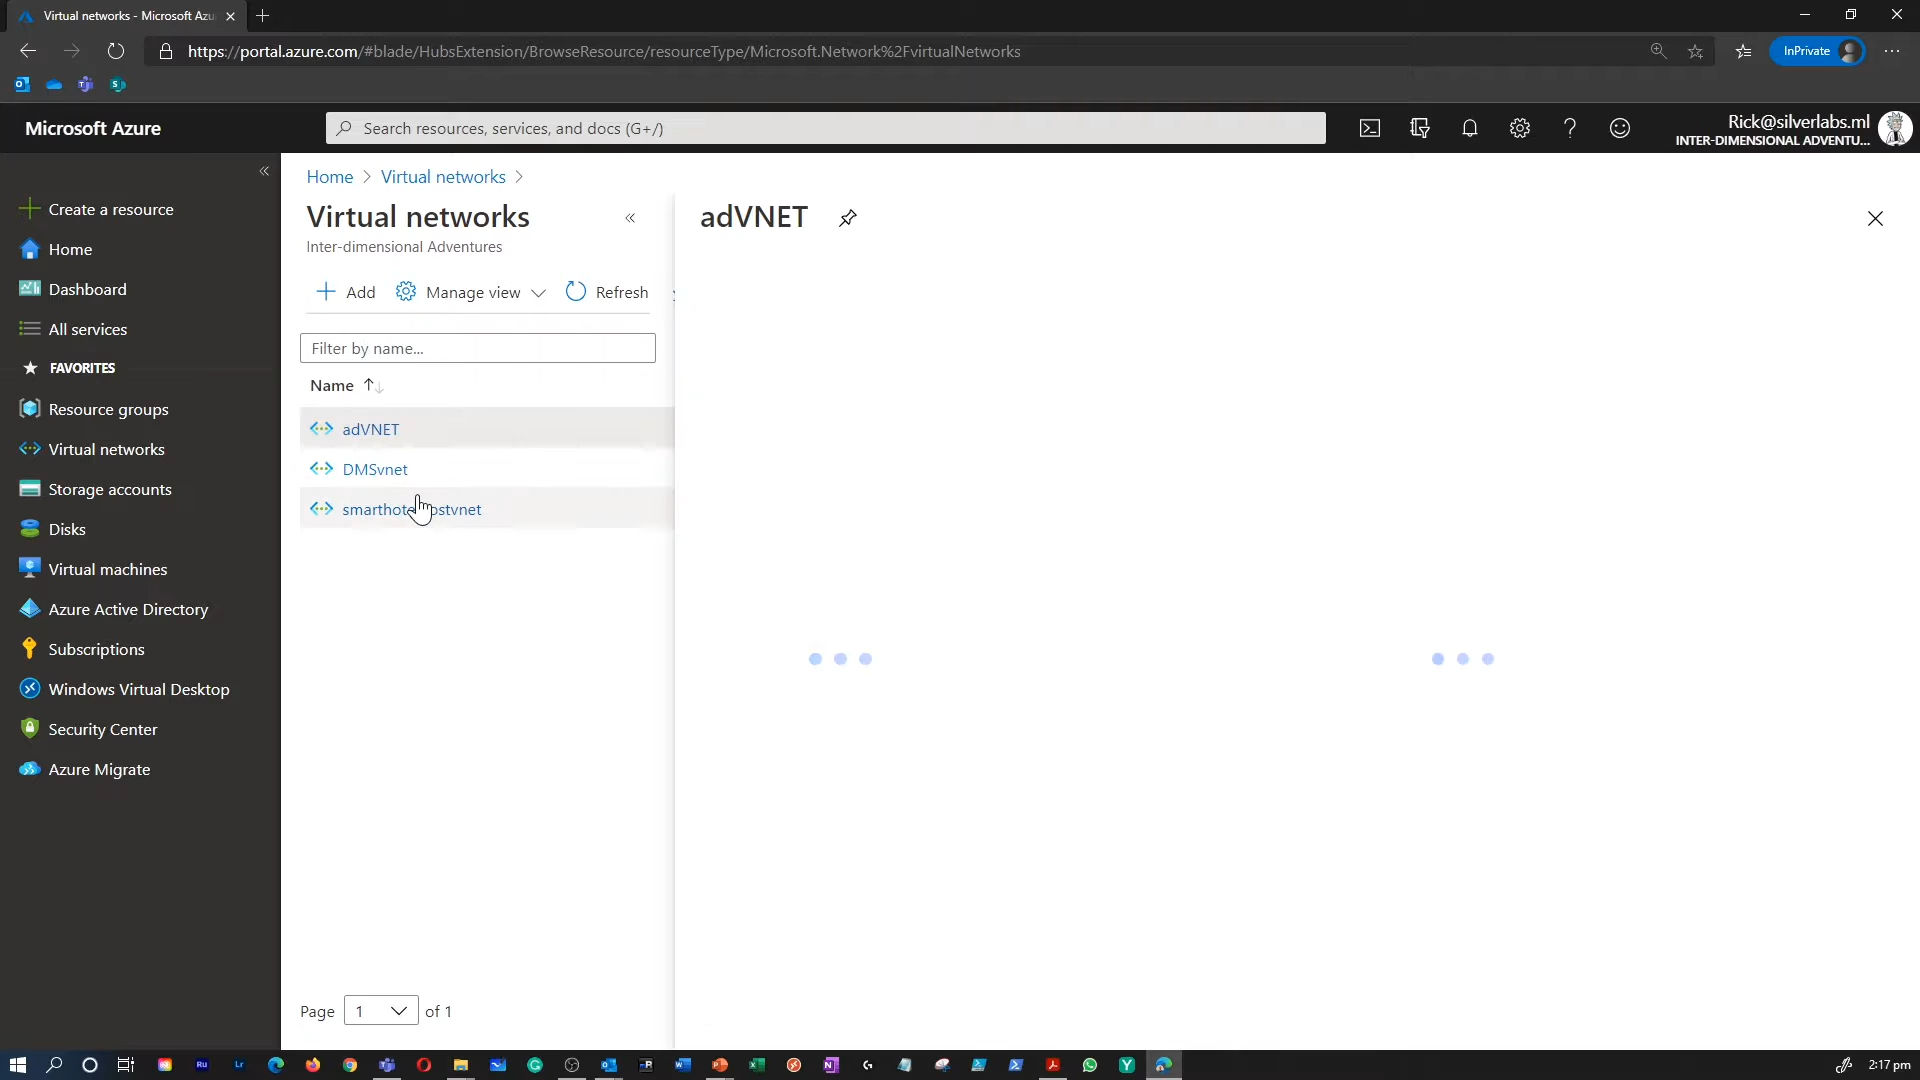 Virtual networks - Microsoft Azu
https://portal.azure.com/#blade/HubsExtension/BrowseResource/resourceType/Microsoft.Network%2FvirtualNetworks
InPrivate
Microsoft Azure
Search resources, services, and docs (G+/)
Rick@silverlabs.ml
INTER-DIMENSIONAL ADVENTU...
Create a resource
Home
Dashboard
All services
FAVORITES
Resource groups
Virtual networks
Storage accounts
Disks
Virtual machines
Azure Active Directory
Subscriptions
Windows Virtual Desktop
Security Center
Azure Migrate
Home > Virtual networks >
Virtual networks
Inter-dimensional Adventures
Add
Manage view
Refresh
Filter by name...
Name
adVNET
DMSvnet
smarthot ostvnet
Page 1 of 1
adVNET
2:17 pm